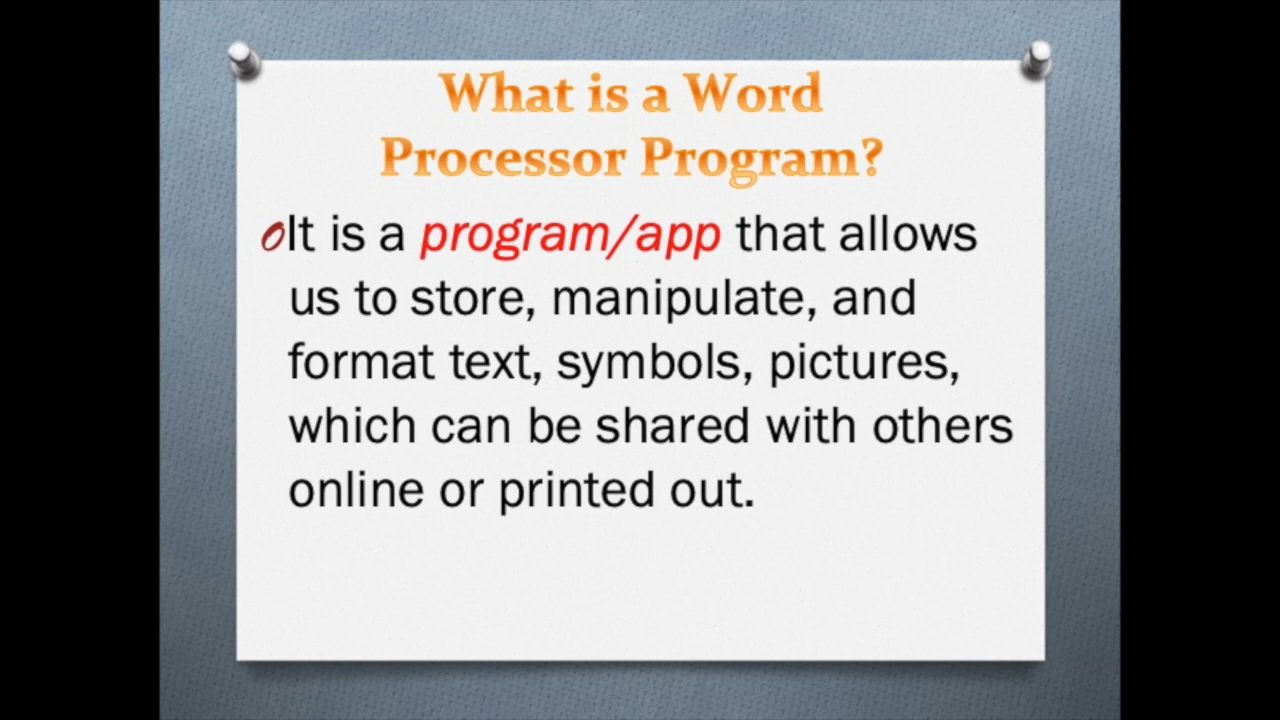 What is a Word
Processor Program?
It is a program/app that allows
us to store, manipulate, and
format text, symbols, pictures,
which can be shared with others
online or printed out.